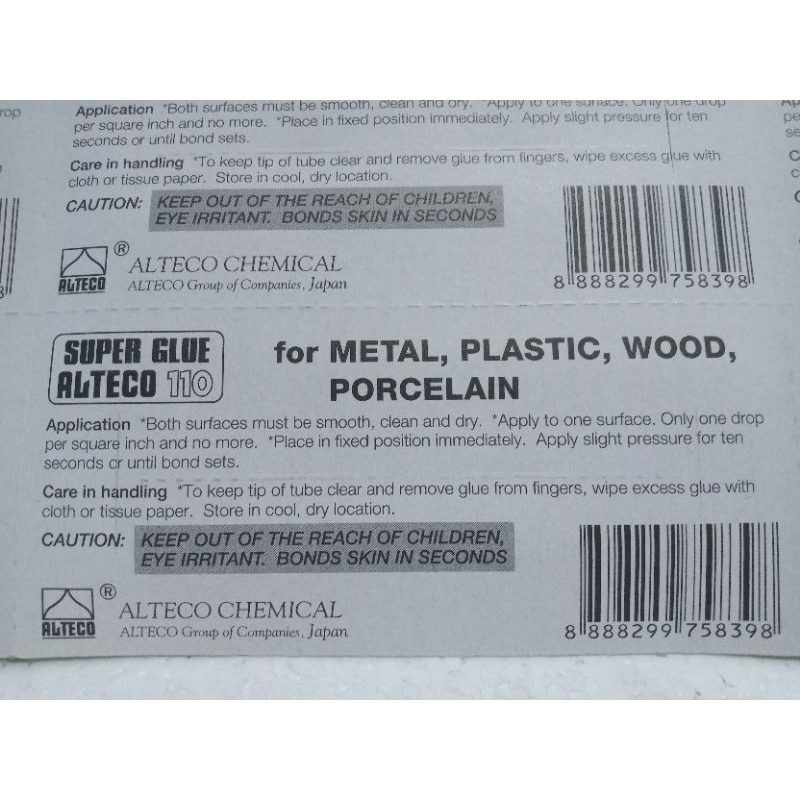 Application *Both surfaces must be smooth, clean and dry. *Apply to one surface. Only one drop
per square inch and no more. *Place in fixed position immediately. Apply slight pressure for ten
seconds or until bond sets.
Care in handling *To keep tip of tube clear and remove glue from fingers, wipe excess glue with
cloth or tissue paper. Store in cool, dry location.
CAUTION: KEEP OUT OF THE REACH OF CHILDREN,
EYE IRRITANT. BONDS SKIN IN SECONDS
ALTECO
®
ALTECO CHEMICAL
ALTECO Group of Companies, Japan
8 888299 758398
SUPER GLUE
ALTECO 110
for METAL, PLASTIC, WOOD,
PORCELAIN
Application *Both surfaces must be smooth, clean and dry. *Apply to one surface. Only one drop
per square inch and no more. *Place in fixed position immediately. Apply slight pressure for ten
seconds or until bond sets.
Care in handling *To keep tip of tube clear and remove glue from fingers, wipe excess glue with
cloth or tissue paper. Store in cool, dry location.
CAUTION: KEEP OUT OF THE REACH OF CHILDREN,
EYE IRRITANT. BONDS SKIN IN SECONDS
ALTECO
®
ALTECO CHEMICAL
ALTECO Group of Companies, Japan
8 888299 758398